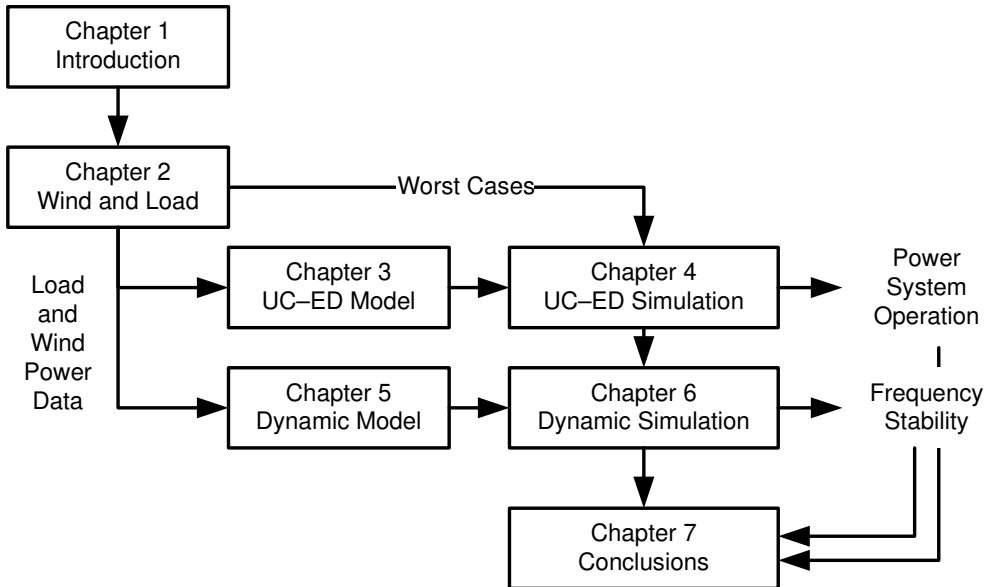 Chapter 1
Introduction
Chapter 2
Wind and Load
Worst Cases
Load
and
Wind
Power
Data
Chapter 3
UC–ED Model
Chapter 4
UC–ED Simulation
Power
System
Operation
Chapter 5
Dynamic Model
Chapter 6
Dynamic Simulation
Frequency
Stability
Chapter 7
Conclusions